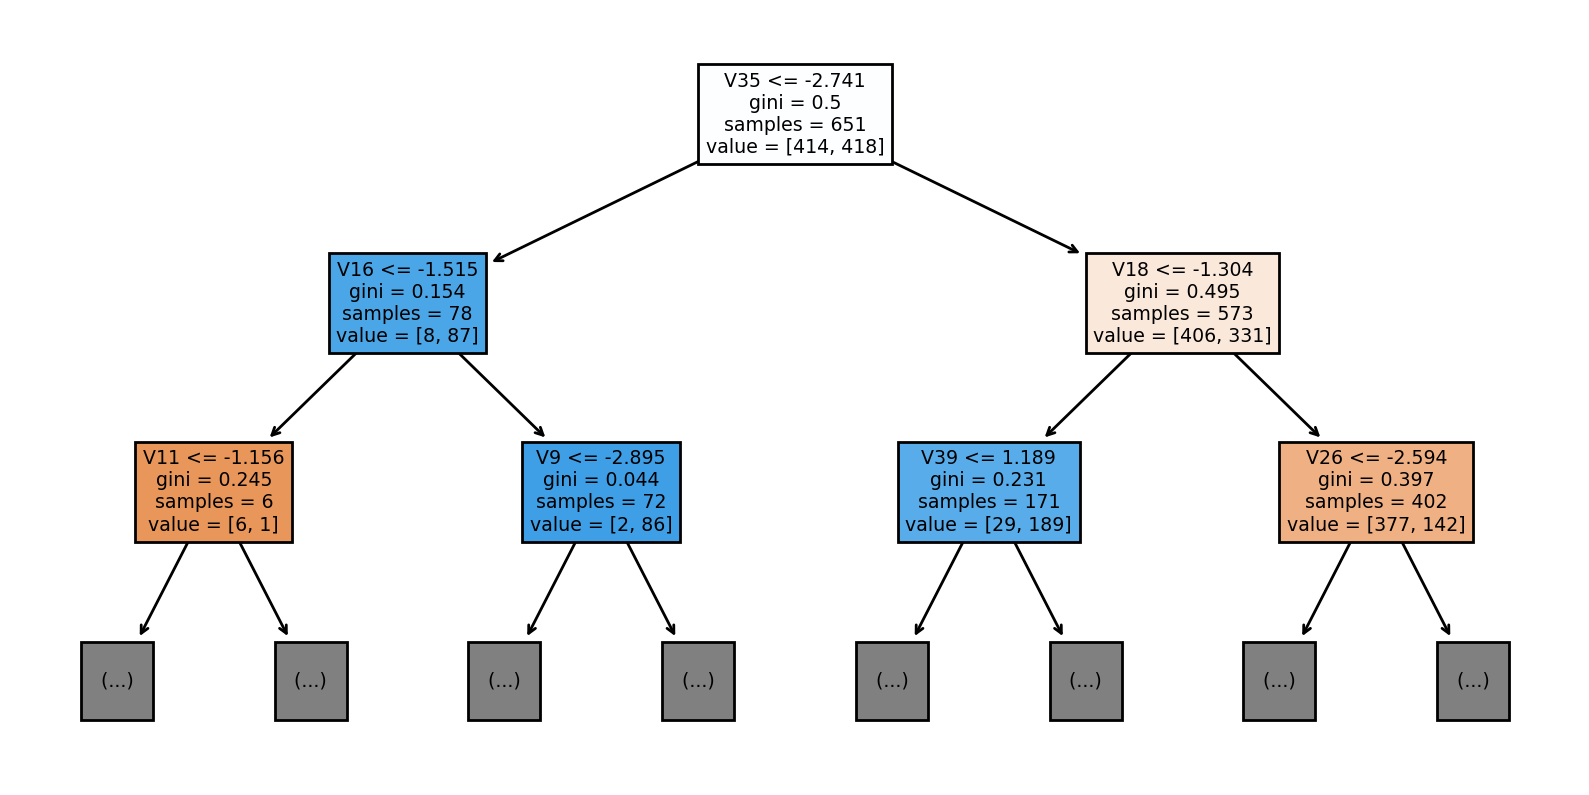 V35 <= -2.741
gini = 0.5
samples = 651
value = [414, 418]
V16 <= -1.515
gini = 0.154
samples = 78
value = [8, 87]
V18 <= -1.304
gini = 0.495
samples = 573
value = [406, 331]
V11 <= -1.156
gini = 0.245
samples = 6
value = [6, 1]
V9 <= -2.895
gini = 0.044
samples = 72
value = [2, 86]
V39 <= 1.189
gini = 0.231
samples = 171
value = [29, 189]
V26 <= -2.594
gini = 0.397
samples = 402
value = [377, 142]
(...)
(...)
(...)
(...)
(...)
(...)
(...)
(...)